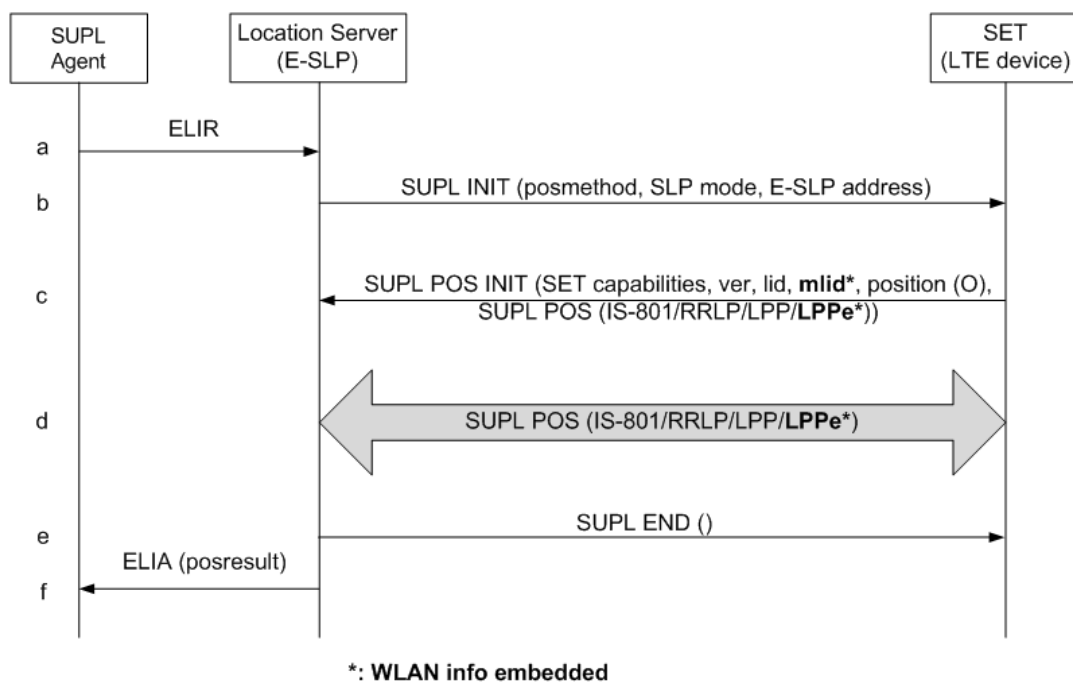 SUPL
Agent
Location Server
(E-SLP)
SET
(LTE device)
a
ELIR
b
SUPL INIT (posmethod, SLP mode, E-SLP address)
c
SUPL POS INIT (SET capabilities, ver, lid, mlid*, position (O),
SUPL POS (IS-801/RRLP/LPP/LPPe*))
d
SUPL POS (IS-801/RRLP/LPP/LPPe*)
e
SUPL END ()
ELIA (posresult)
f
*: WLAN info embedded